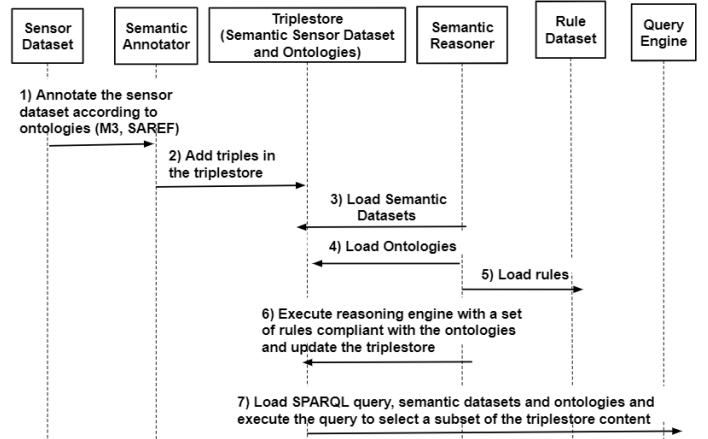 Sensor
Dataset
Semantic
Annotator
Triplestore
(Semantic Sensor Dataset
and Ontologies)
Semantic
Reasoner
Rule
Dataset
Query
Engine
1) Annotate the sensor
dataset according to
ontologies (M3, SAREF)
2) Add triples in
the triplestore
3) Load Semantic
Datasets
4) Load Ontologies
5) Load rules
6) Execute reasoning engine with a set
of rules compliant with the ontologies
and update the triplestore
7) Load SPARQL query, semantic datasets and ontologies and
execute the query to select a subset of the triplestore content